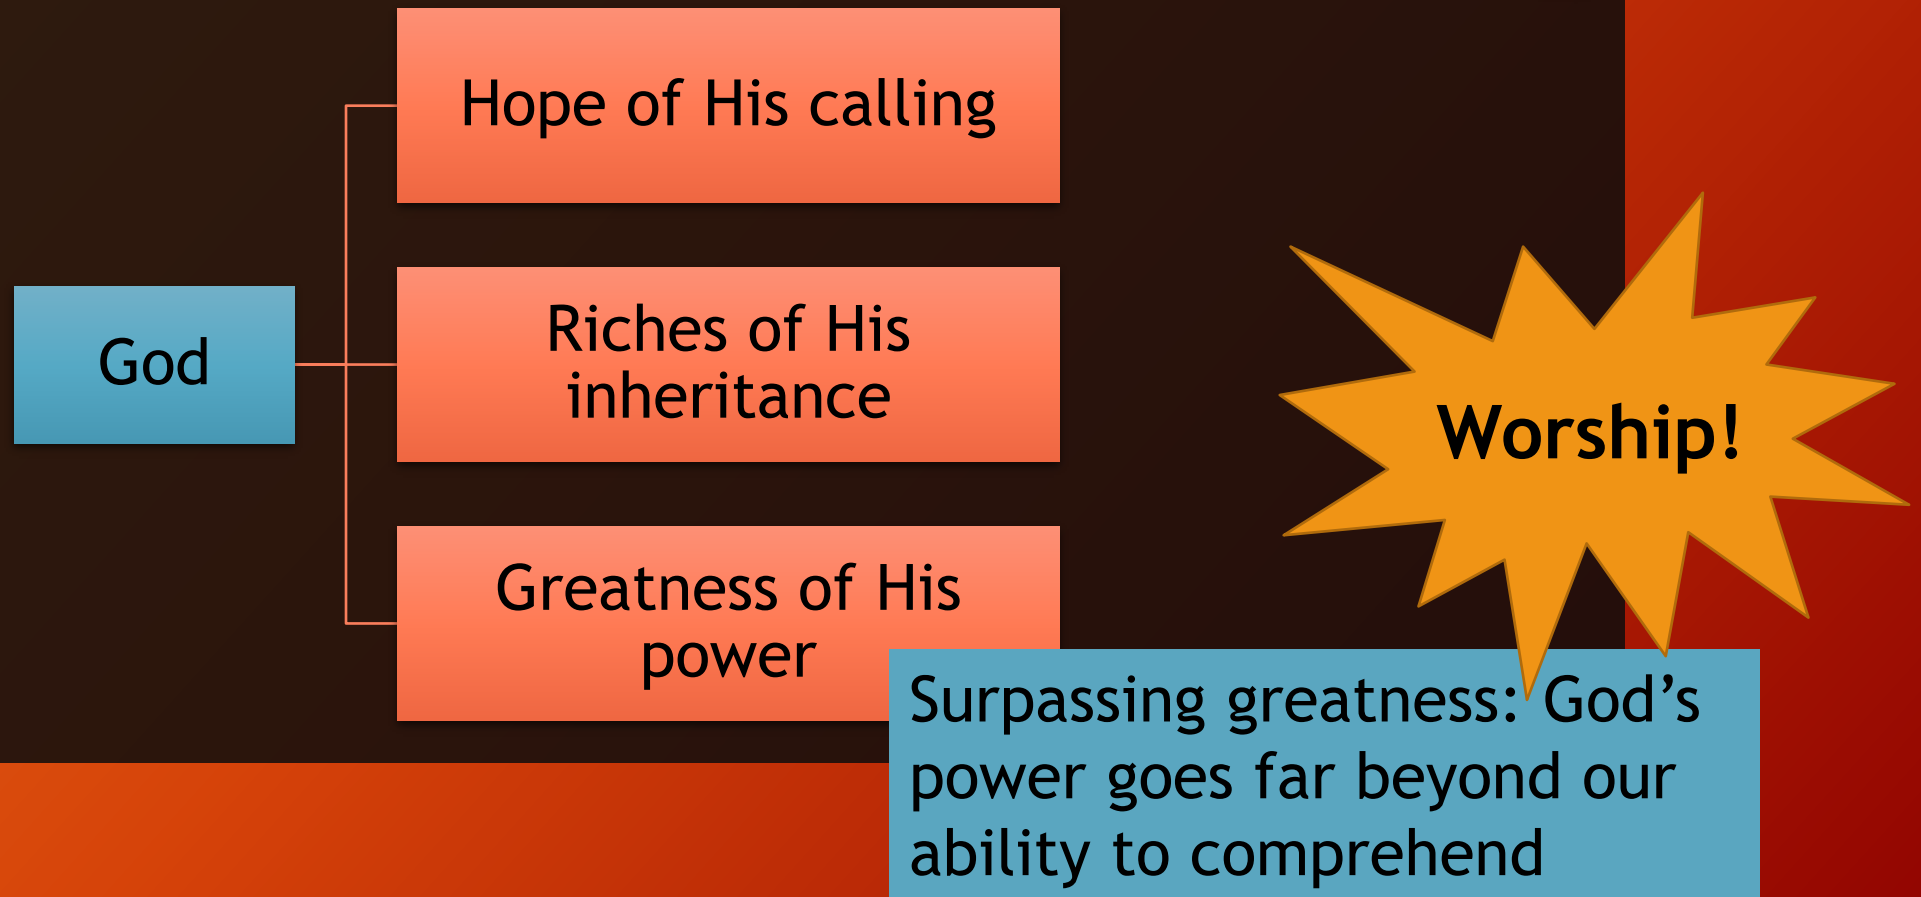 God
Hope of His calling
Riches of His
inheritance
Greatness of His
power
Worship!
Surpassing greatness: God’s
power goes far beyond our
ability to comprehend